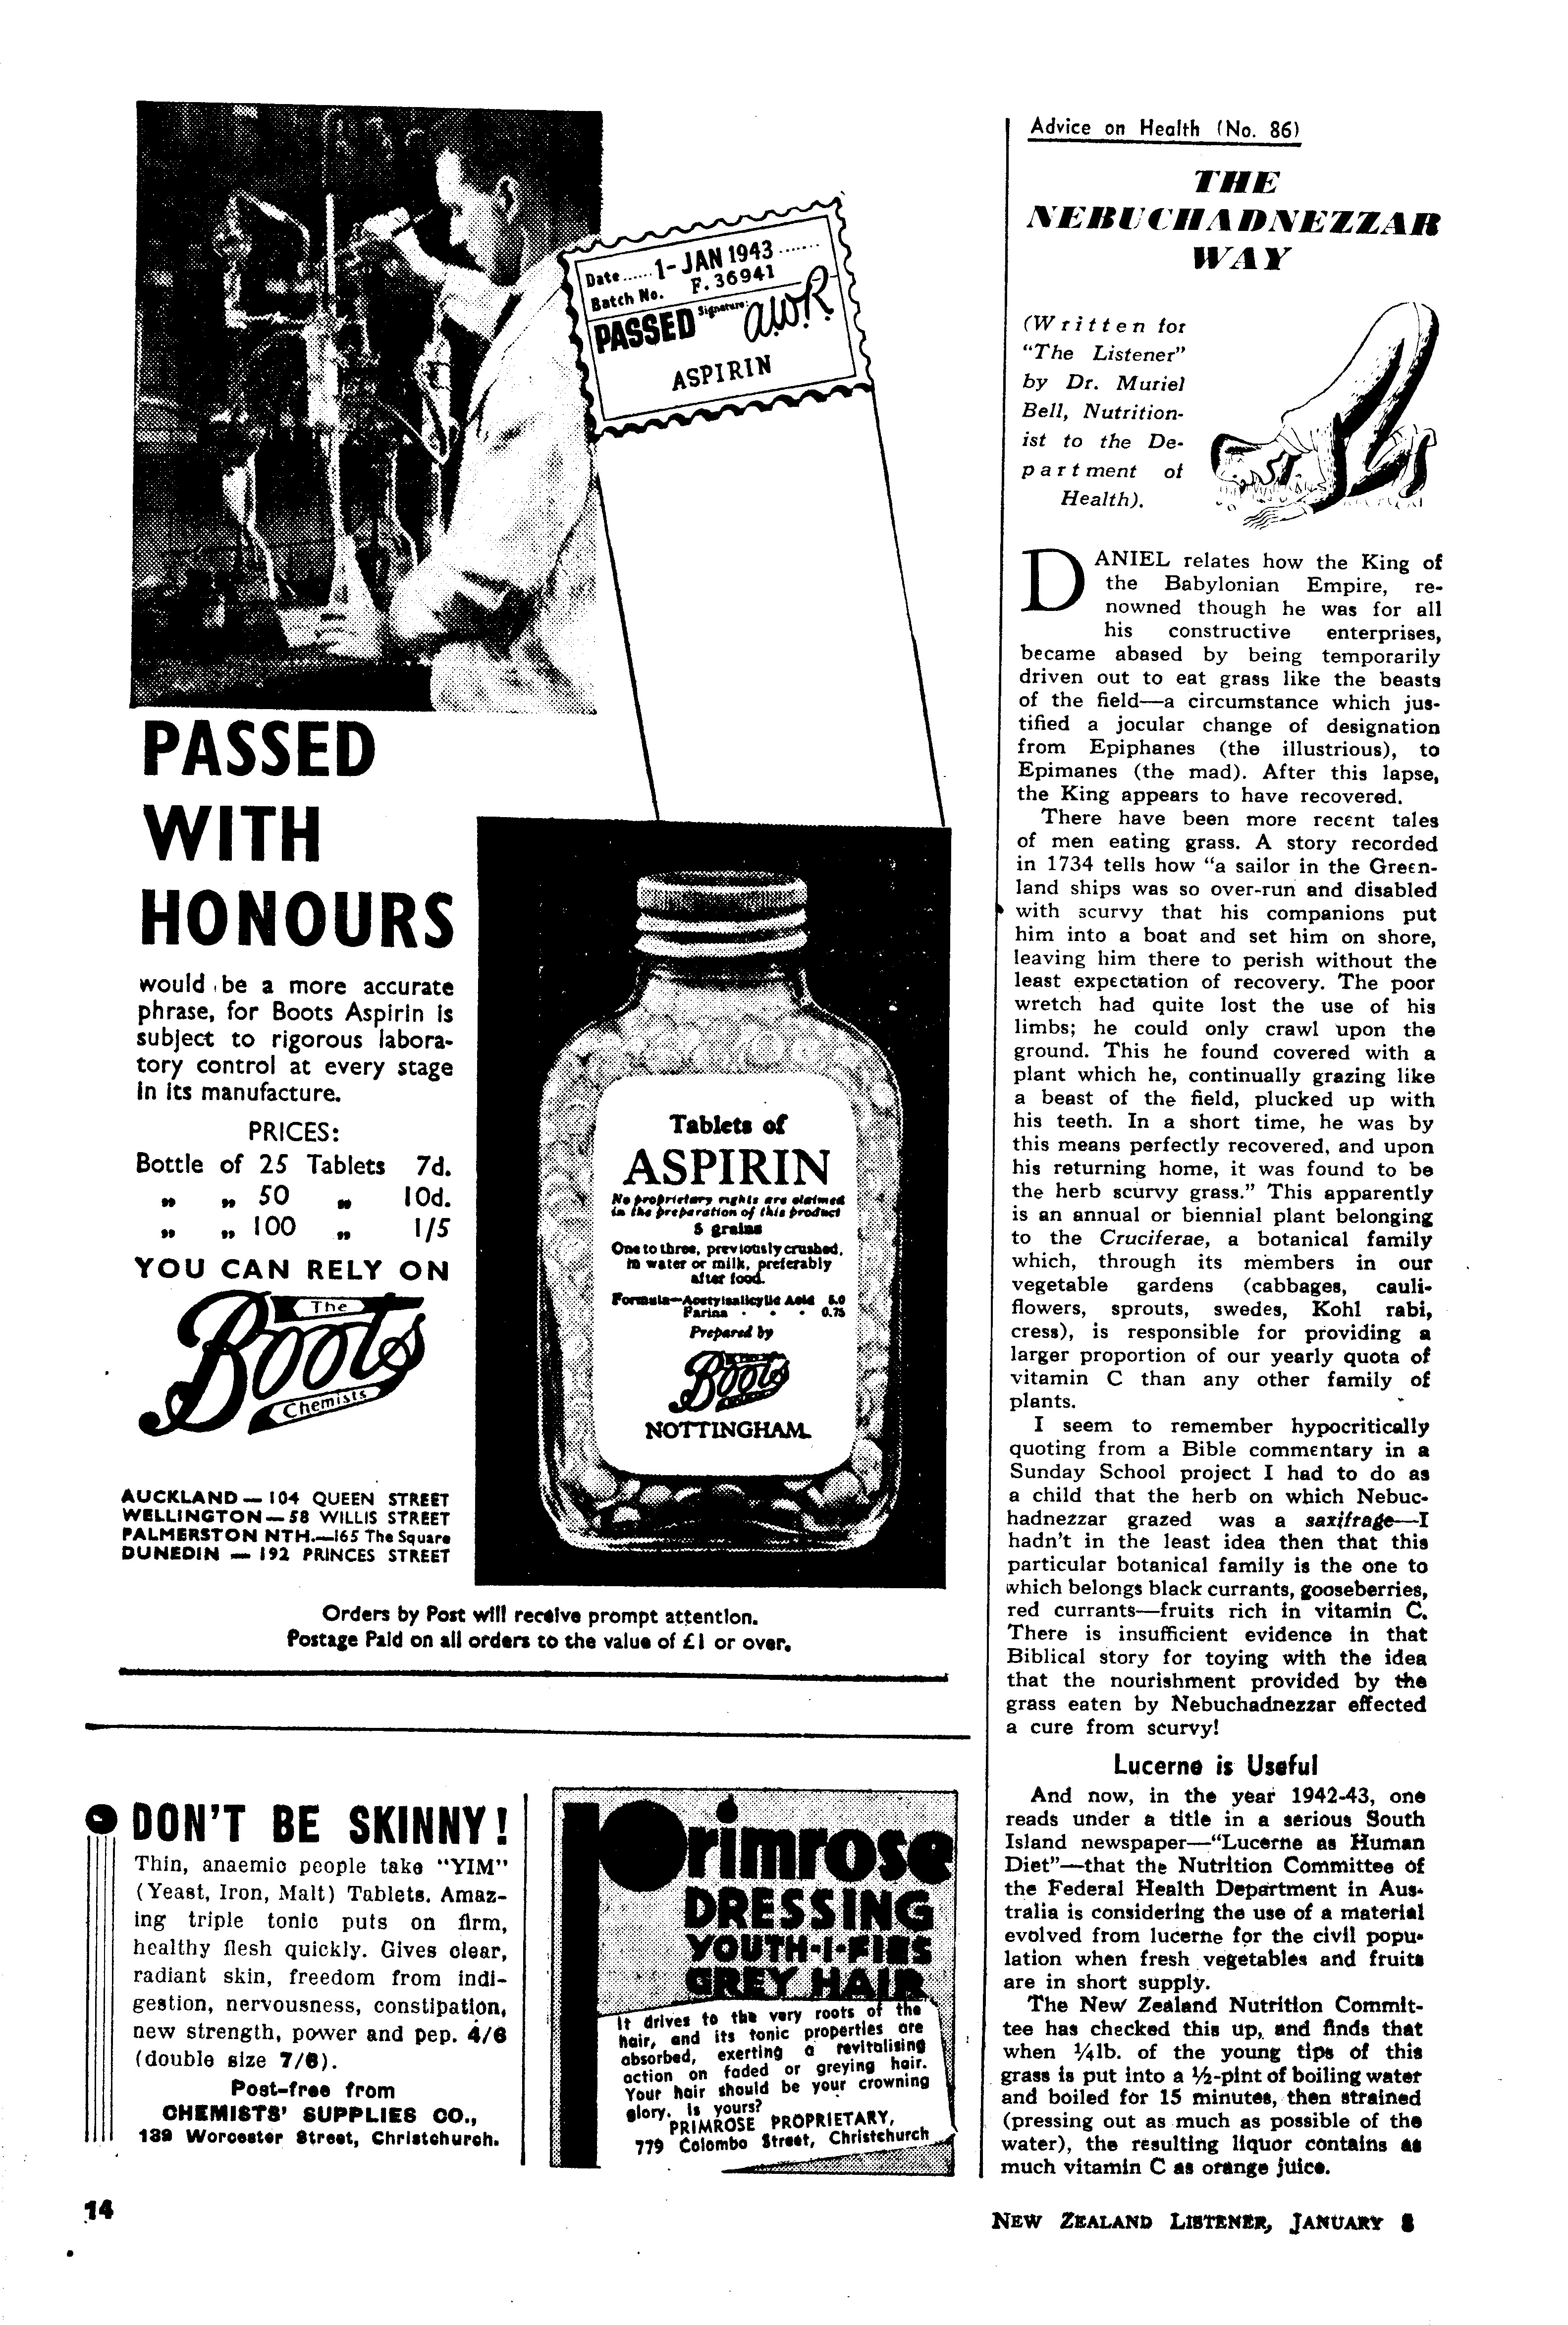 Date...... 1-JAN 1943 .......
Batch No. F. 36941
PASSED Signature: A.W.R.
ASPIRIN
PASSED
WITH
HONOURS
would be a more accurate
phrase, for Boots Aspirin is
subject to rigorous labora-
tory control at every stage
in its manufacture.
PRICES:
Bottle of 25 Tablets 7d.
„ „ 50 „ 10d.
„ „ 100 „ 1/5
YOU CAN RELY ON
The
Boots
Chemists
AUCKLAND — 104 QUEEN STREET
WELLINGTON — 58 WILLIS STREET
PALMERSTON NTH.—165 The Square
DUNEDIN — 192 PRINCES STREET
Tablets of
ASPIRIN
No proprietary rights are claimed
in the preparation of this product
5 grains
One to three, previously crushed,
in water or milk, preferably
after food.
Formula—Acetylsalicylic Acid 5.0
Farina . . . 0.75
Prepared by
Boots
NOTTINGHAM.
Orders by Post will receive prompt attention.
Postage Paid on all orders to the value of £1 or over.
DON'T BE SKINNY!
Thin, anaemic people take "YIM"
(Yeast, Iron, Malt) Tablets. Amaz-
ing triple tonic puts on firm,
healthy flesh quickly. Gives clear,
radiant skin, freedom from indi-
gestion, nervousness, constipation,
new strength, power and pep. 4/6
(double size 7/6).
Post-free from
CHEMISTS' SUPPLIES CO.,
139 Worcester Street, Christchurch.
Primrose
DRESSING
YOUTH-I-FIES
GREY HAIR
It drives to the very roots of the
hair, and its tonic properties are
absorbed, exerting a revitalising
action on faded or greying hair.
Your hair should be your crowning
glory. Is yours?
PRIMROSE PROPRIETARY,
779 Colombo Street, Christchurch
Advice on Health (No. 86)
THE
NEBUCHADNEZZAR
WAY
(Written for
"The Listener"
by Dr. Muriel
Bell, Nutrition-
ist to the De-
partment of
Health).
DANIEL relates how the King of
the Babylonian Empire, re-
nowned though he was for all
his constructive enterprises,
became abased by being temporarily
driven out to eat grass like the beasts
of the field—a circumstance which jus-
tified a jocular change of designation
from Epiphanes (the illustrious), to
Epimanes (the mad). After this lapse,
the King appears to have recovered.
There have been more recent tales
of men eating grass. A story recorded
in 1734 tells how "a sailor in the Green-
land ships was so over-run and disabled
with scurvy that his companions put
him into a boat and set him on shore,
leaving him there to perish without the
least expectation of recovery. The poor
wretch had quite lost the use of his
limbs; he could only crawl upon the
ground. This he found covered with a
plant which he, continually grazing like
a beast of the field, plucked up with
his teeth. In a short time, he was by
this means perfectly recovered, and upon
his returning home, it was found to be
the herb scurvy grass." This apparently
is an annual or biennial plant belonging
to the Cruciferae, a botanical family
which, through its members in our
vegetable gardens (cabbages, cauli-
flowers, sprouts, swedes, Kohl rabi,
cress), is responsible for providing a
larger proportion of our yearly quota of
vitamin C than any other family of
plants.
I seem to remember hypocritically
quoting from a Bible commentary in a
Sunday School project I had to do as
a child that the herb on which Nebuc-
hadnezzar grazed was a saxifrage—I
hadn't in the least idea then that this
particular botanical family is the one to
which belongs black currants, gooseberries,
red currants—fruits rich in vitamin C.
There is insufficient evidence in that
Biblical story for toying with the idea
that the nourishment provided by the
grass eaten by Nebuchadnezzar effected
a cure from scurvy!
Lucerne is Useful
And now, in the year 1942-43, one
reads under a title in a serious South
Island newspaper—"Lucerne as Human
Diet"—that the Nutrition Committee of
the Federal Health Department in Aus-
tralia is considering the use of a material
evolved from lucerne for the civil popu-
lation when fresh vegetables and fruits
are in short supply.
The New Zealand Nutrition Commit-
tee has checked this up, and finds that
when ¼lb. of the young tips of this
grass is put into a ½-pint of boiling water
and boiled for 15 minutes, then strained
(pressing out as much as possible of the
water), the resulting liquor contains as
much vitamin C as orange juice.
14
NEW ZEALAND LISTENER, JANUARY 8